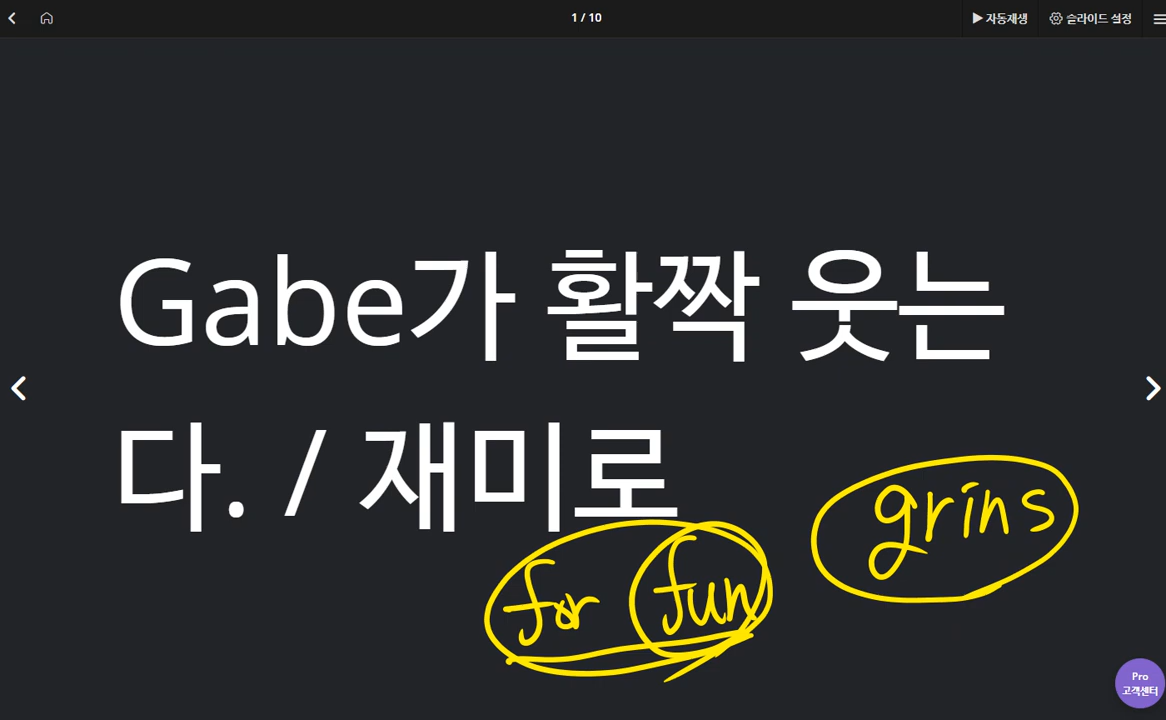 1 / 10
▶ 자동재생
슬라이드 설정
Gabe가 활짝 웃는
다. / 재미로
grins
for fun
Pro
고객센터